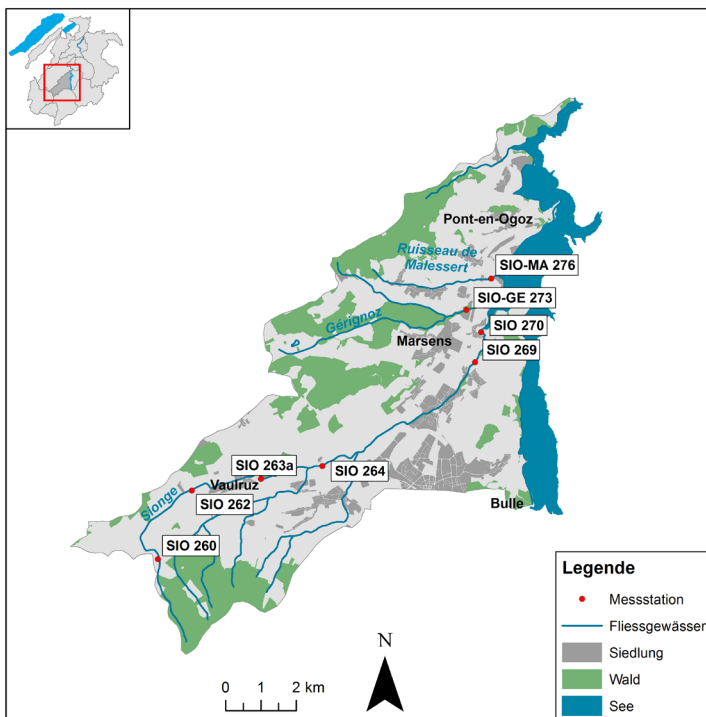 Pont-en-Ogoz
Ruisseau de
Malessert
SIO-MA 276
SIO-GE 273
Gérignoz
SIO 270
Marsens
SIO 269
SIO 263a
SIO 264
Vaulruz
Sionge
SIO 262
Bulle
SIO 260
Legende
Messstation
Fliessgewässer
Siedlung
Wald
See
N
0 1 2 km